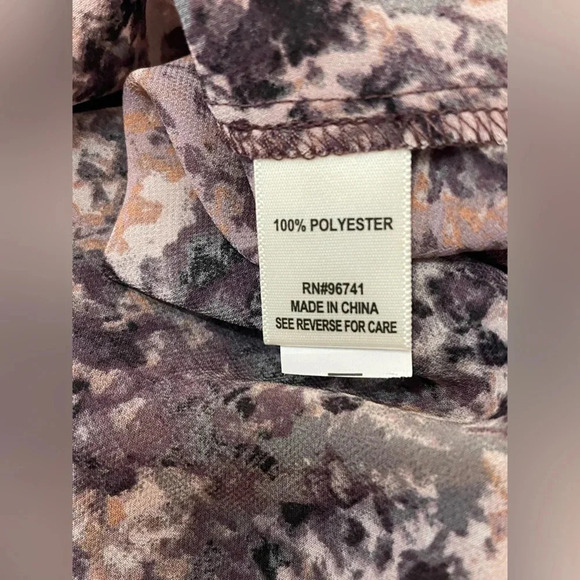 100% POLYESTER
RN#96741
MADE IN CHINA
SEE REVERSE FOR CARE